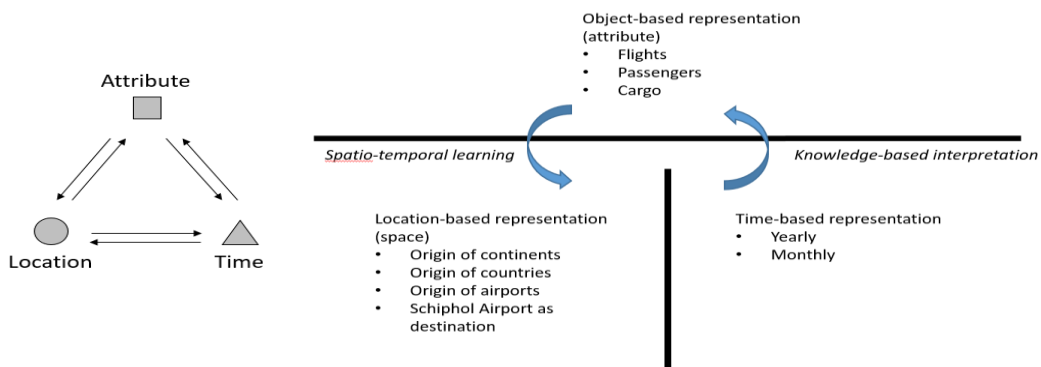 Attribute
Location
Time
Object-based representation
(attribute)
• Flights
• Passengers
• Cargo
Spatio-temporal learning
Knowledge-based interpretation
Location-based representation
(space)
• Origin of continents
• Origin of countries
• Origin of airports
• Schiphol Airport as
destination
Time-based representation
• Yearly
• Monthly